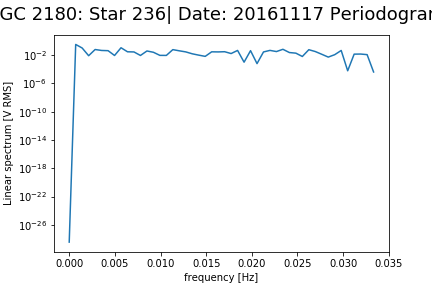 GC 2180: Star 236| Date: 20161117 Periodogra
Linear spectrum [V RMS]
10^-2
10^-6
10^-10
10^-14
10^-18
10^-22
10^-26
0.000 0.005 0.010 0.015 0.020 0.025 0.030 0.035
frequency [Hz]